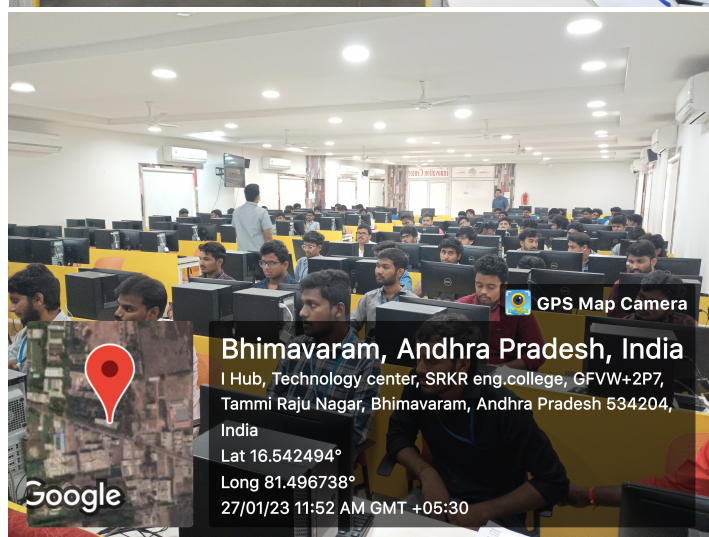 Innovation Center
GPS Map Camera
Bhimavaram, Andhra Pradesh, India
I Hub, Technology center, SRKR eng.college, GFVW+2P7,
Tammi Raju Nagar, Bhimavaram, Andhra Pradesh 534204,
India
Lat 16.542494°
Long 81.496738°
27/01/23 11:52 AM GMT +05:30
Google